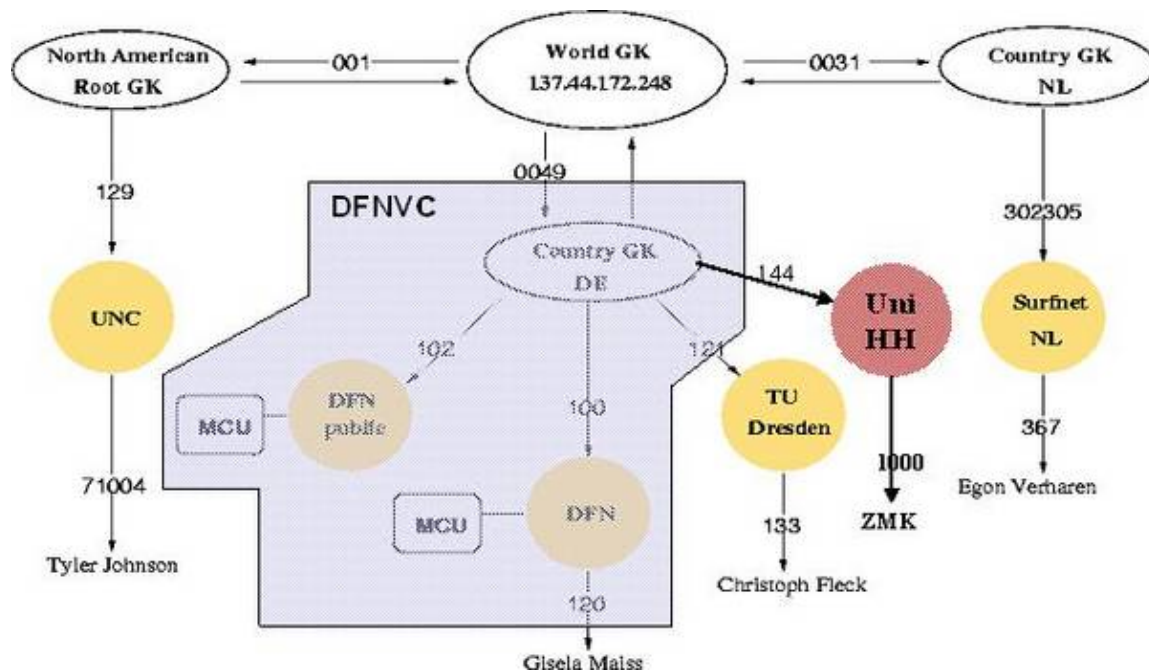 North American
Root GK
001
World GK
137.44.172.248
0031
Country GK
NL
129
0049
302305
DFNVC
Country GK
DE
144
UNC
Uni
HH
Surfnet
NL
102
121
DFN
public
MCU
100
TU
Dresden
367
71004
1000
Egon Verharen
MCU
DFN
133
ZMK
Tyler Johnson
120
Christoph Fleck
Gisela Maiss